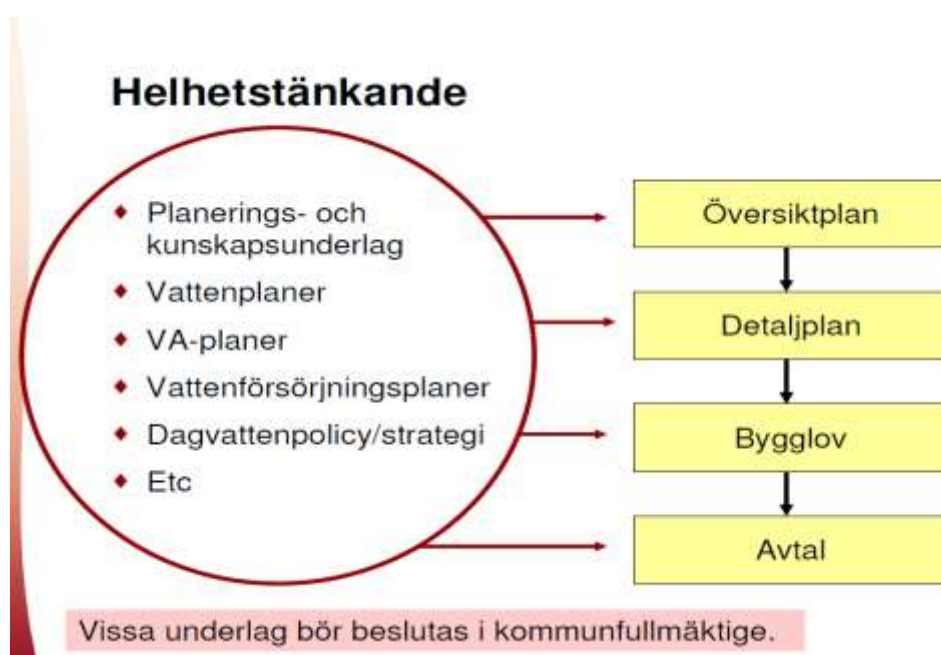 Helhetstänkande
Planerings- och
kunskapsunderlag
Vattenplaner
VA-planer
Vattenförsörjningsplaner
Dagvattenpolicy/strategi
Etc
Översiktplan
Detaljplan
Bygglov
Avtal
Vissa underlag bör beslutas i kommunfullmäktige.